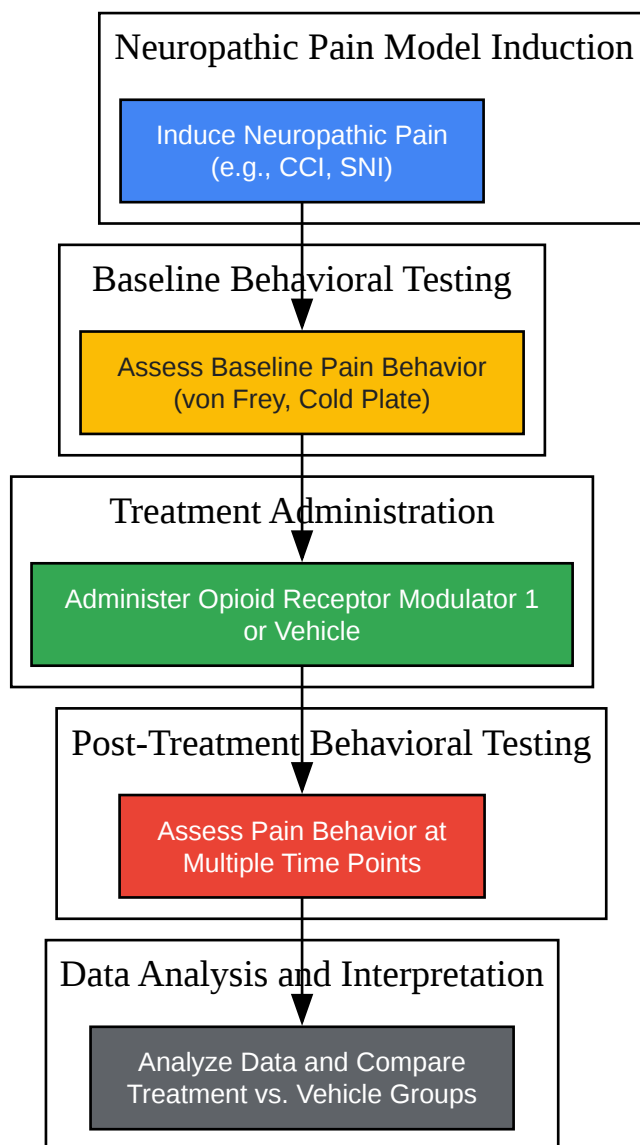 Neuropathic Pain Model Induction
Induce Neuropathic Pain
(e.g., CCI, SNI)
Baseline Behavioral Testing
Assess Baseline Pain Behavior
(von Frey, Cold Plate)
Treatment Administration
Administer Opioid Receptor Modulator 1
or Vehicle
Post-Treatment Behavioral Testing
Assess Pain Behavior at
Multiple Time Points
Data Analysis and Interpretation
Analyze Data and Compare
Treatment vs. Vehicle Groups